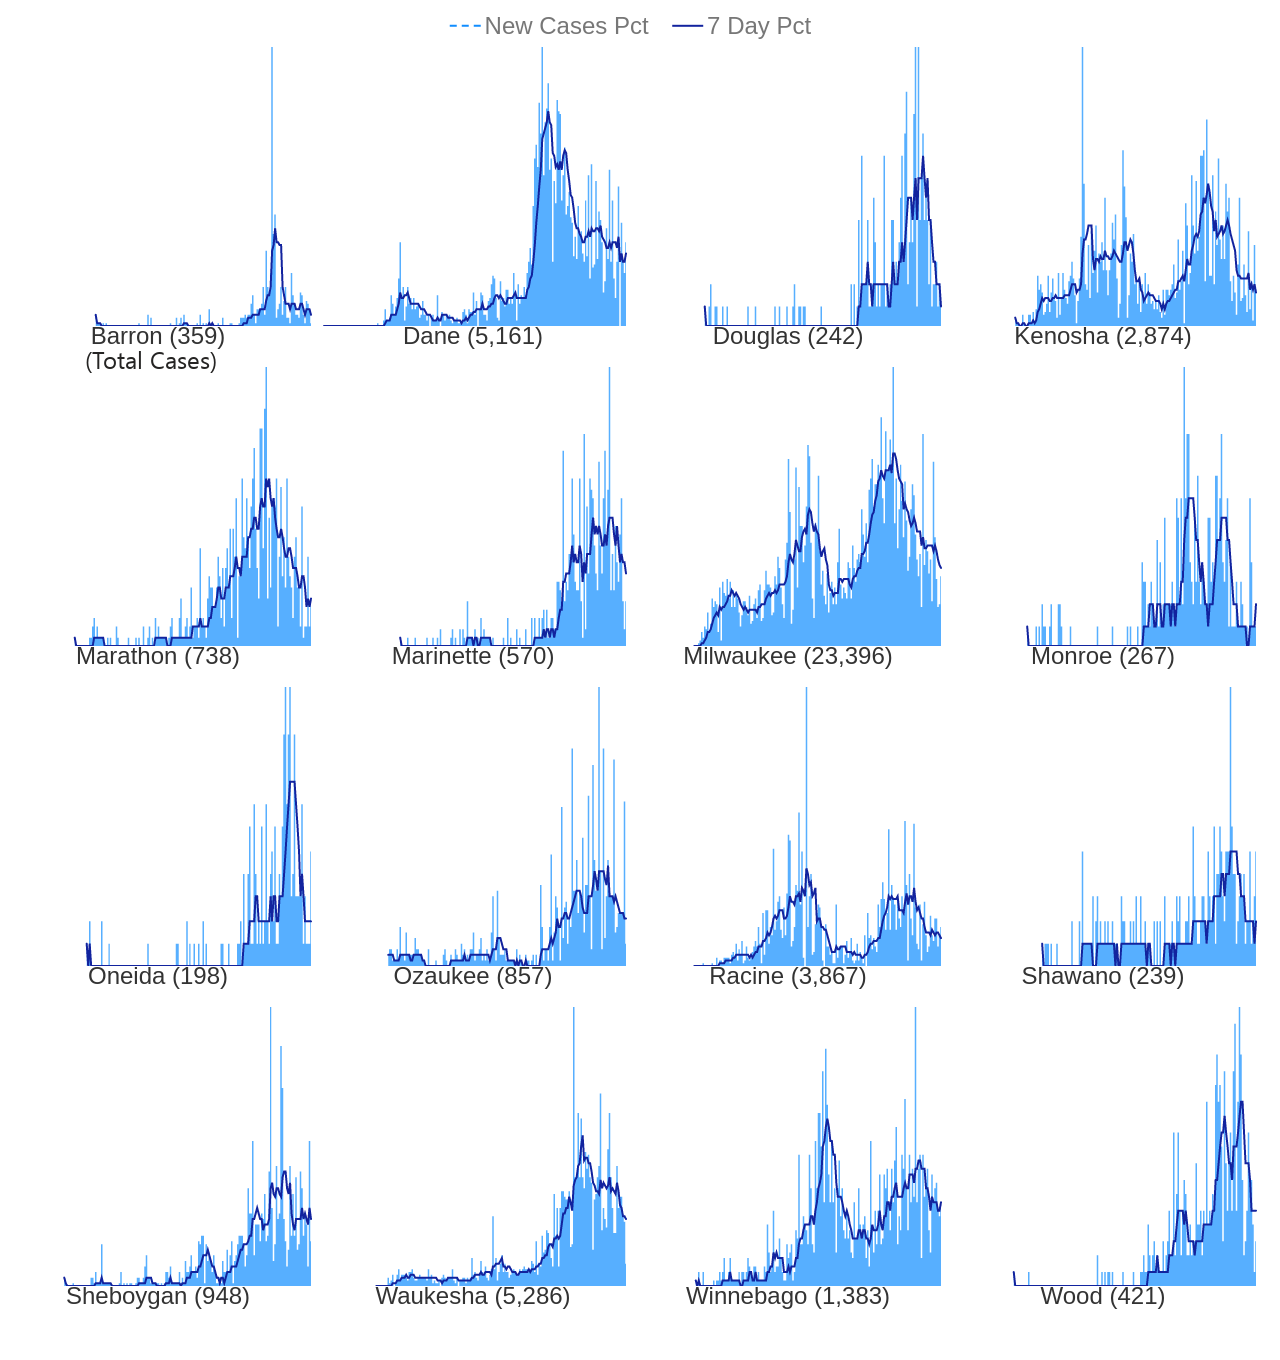 New Cases Pct 7 Day Pct
Barron (359) Dane (5,161) Douglas (242) Kenosha (2,874)
(Total Cases)
Marathon (738) Marinette (570) Milwaukee (23,396) Monroe (267)
Oneida (198) Ozaukee (857) Racine (3,867) Shawano (239)
Sheboygan (948) Waukesha (5,286) Winnebago (1,383) Wood (421)